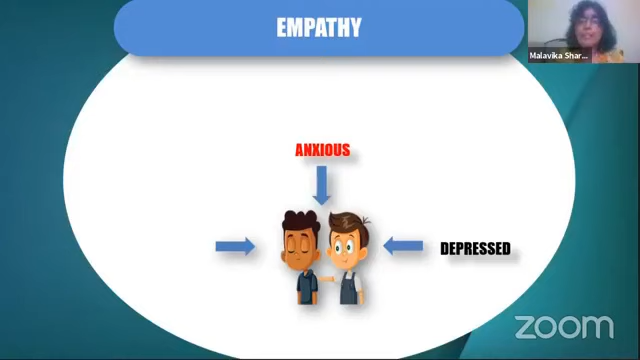 EMPATHY
Malavika Shar...
ANXIOUS
DEPRESSED
zoom